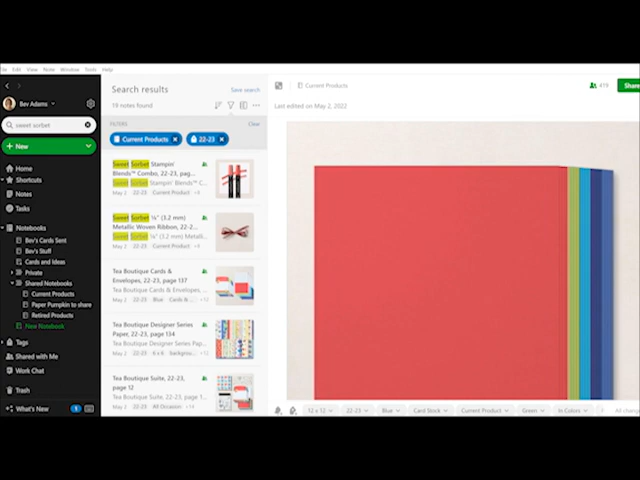 File Edit View Note Window Tools Help
Bev Adams
sweet sorbet
New
Home
Shortcuts
Notes
Tasks
Notebooks
Bev's Cards Sent
Bev's Stuff
Cards and Ideas
Private
Shared Notebooks
Current Products
Paper Pumpkin to share
Retired Products
New Notebook
Tags
Shared with Me
Work Chat
Trash
What's New 1
Search results
Save search
19 notes found
FILTERS Clear
Current Products 22-23
Sweet Sorbet Stampin'
Blends™ Combo, 22-23, pag...
Sweet Sorbet Stampin' Blends™ C...
May 2 22-23 Current Product
Sweet Sorbet ⅛" (3.2 mm)
Metallic Woven Ribbon, 22-2...
Sweet Sorbet ⅛" (3.2 mm) Metalli...
May 2 22-23 Current Product
Tea Boutique Cards &
Envelopes, 22-23, page 137
Tea Boutique Cards & Envelopes,...
May 2 22-23 Blue Cards &...
Tea Boutique Designer Series
Paper, 22-23, page 134
Tea Boutique Designer Series Pap...
May 2 22-23 6 x 6 backgrou...
Tea Boutique Suite, 22-23,
page 12
Tea Boutique Suite, 22-23, page 1...
May 2 22-23 All Occasion
Current Products
419
Share
Last edited on May 2, 2022
12 x 12 22-23 Blue Card Stock Current Product Green In Colors All change